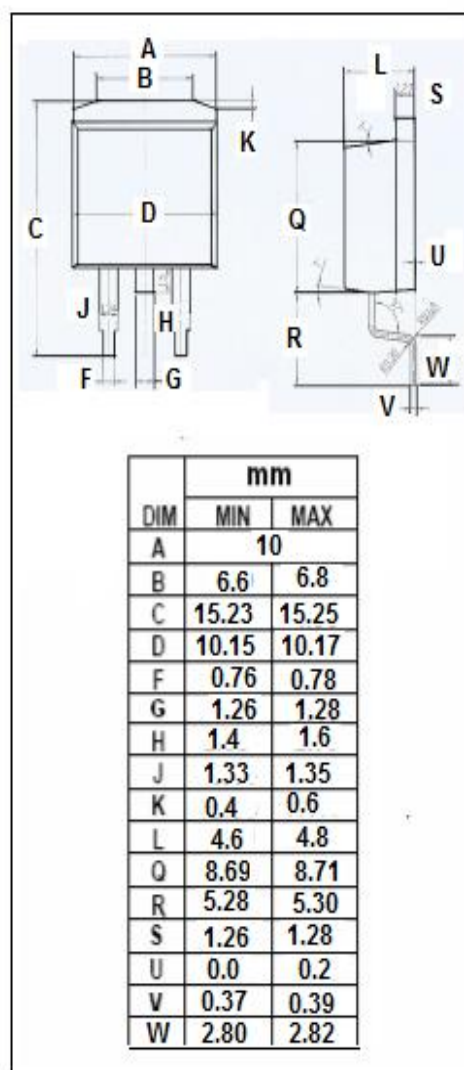 A
B
L
S
K
C
D
Q
U
J
H
R
W
F
G
V
mm
DIM MIN MAX
A 10
B 6.6 6.8
C 15.23 15.25
D 10.15 10.17
F 0.76 0.78
G 1.26 1.28
H 1.4 1.6
J 1.33 1.35
K 0.4 0.6
L 4.6 4.8
Q 8.69 8.71
R 5.28 5.30
S 1.26 1.28
U 0.0 0.2
V 0.37 0.39
W 2.80 2.82